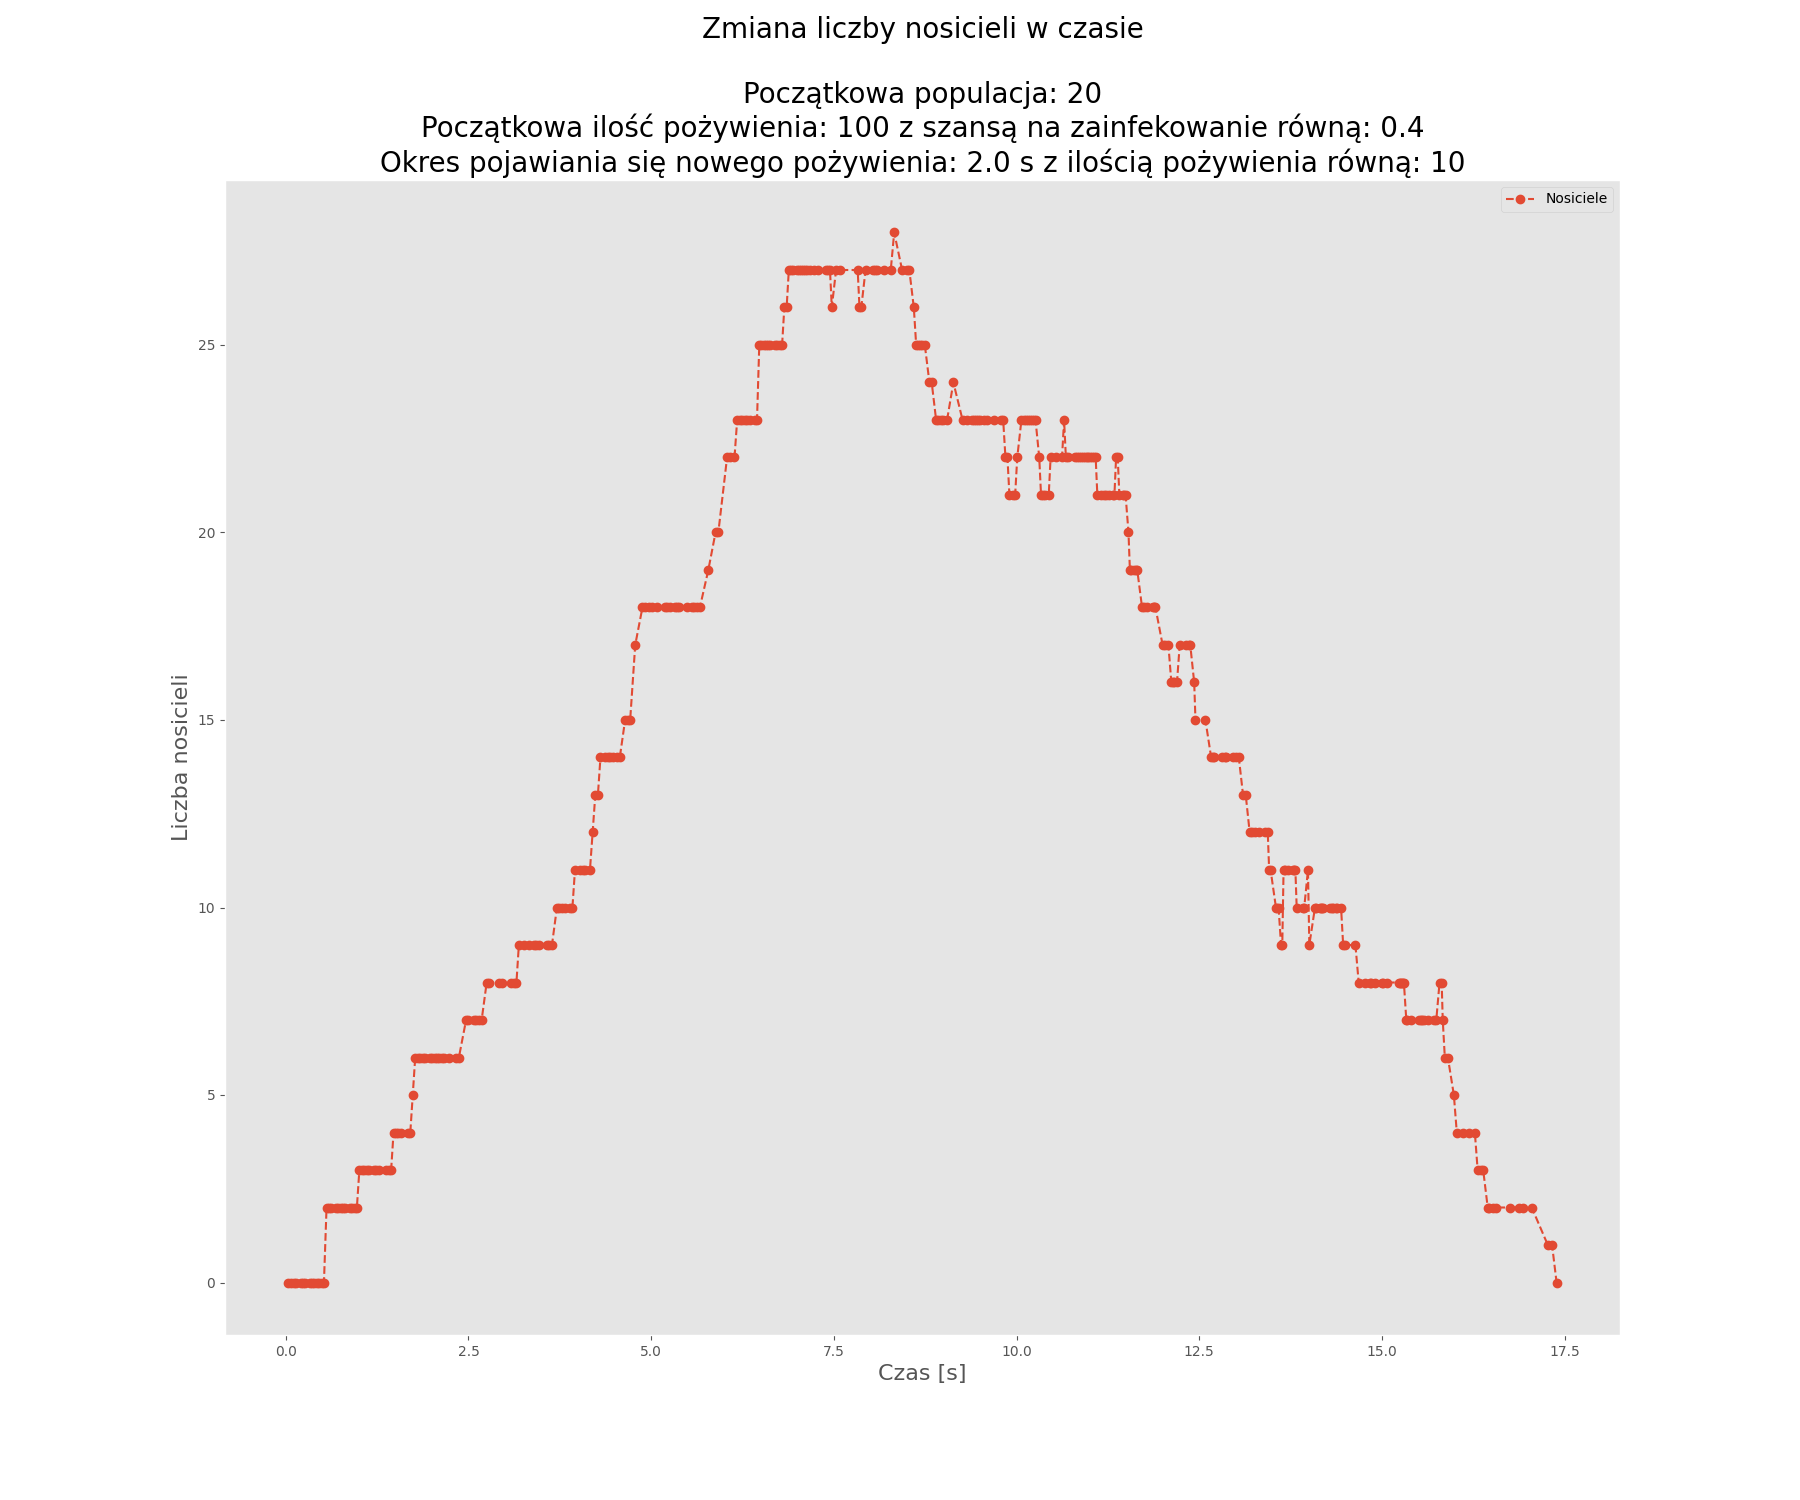 Zmiana liczby nosicieli w czasie
Początkowa populacja: 20
Początkowa ilość pożywienia: 100 z szansą na zainfekowanie równą: 0.4
Okres pojawiania się nowego pożywienia: 2.0 s z ilością pożywienia równą: 10
Nosiciele
25
20
15
10
5
0
Liczba nosicieli
0.0 2.5 5.0 7.5 10.0 12.5 15.0 17.5
Czas [s]